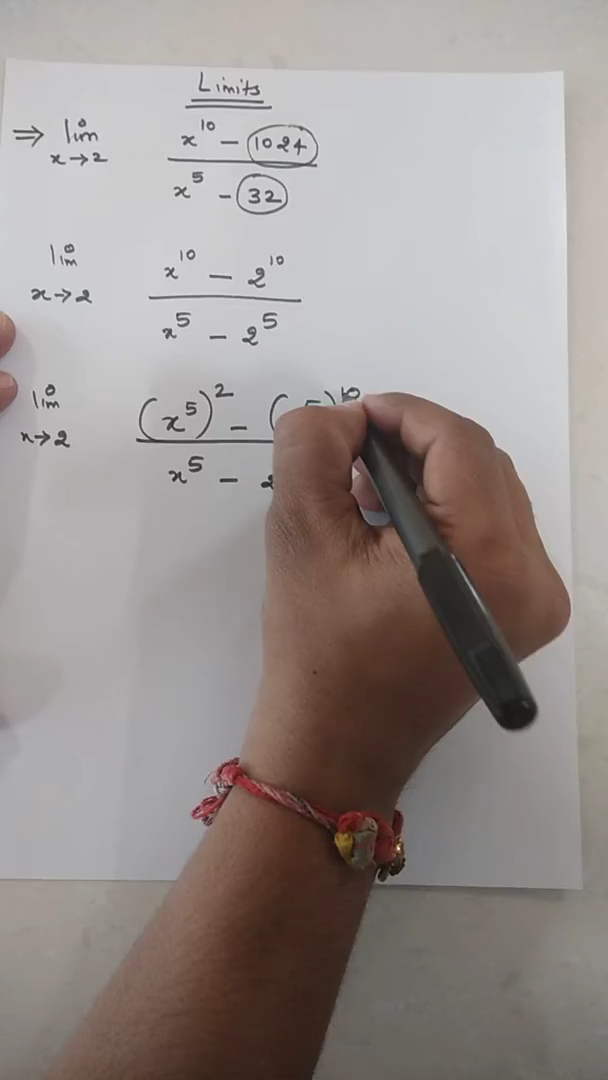 Limits
⇒ lim x→2 x^10 − 1024
x^5 − 32
lim x→2 x^10 − 2^10
x^5 − 2^5
lim x→2 (x^5)^2 − (
x^5 −